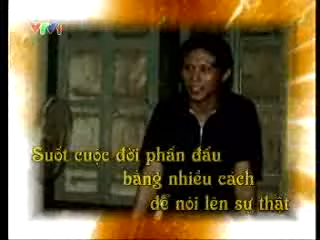 VTV1
Suốt cuộc đời phấn đấu
bằng nhiều cách
để nói lên sự thật